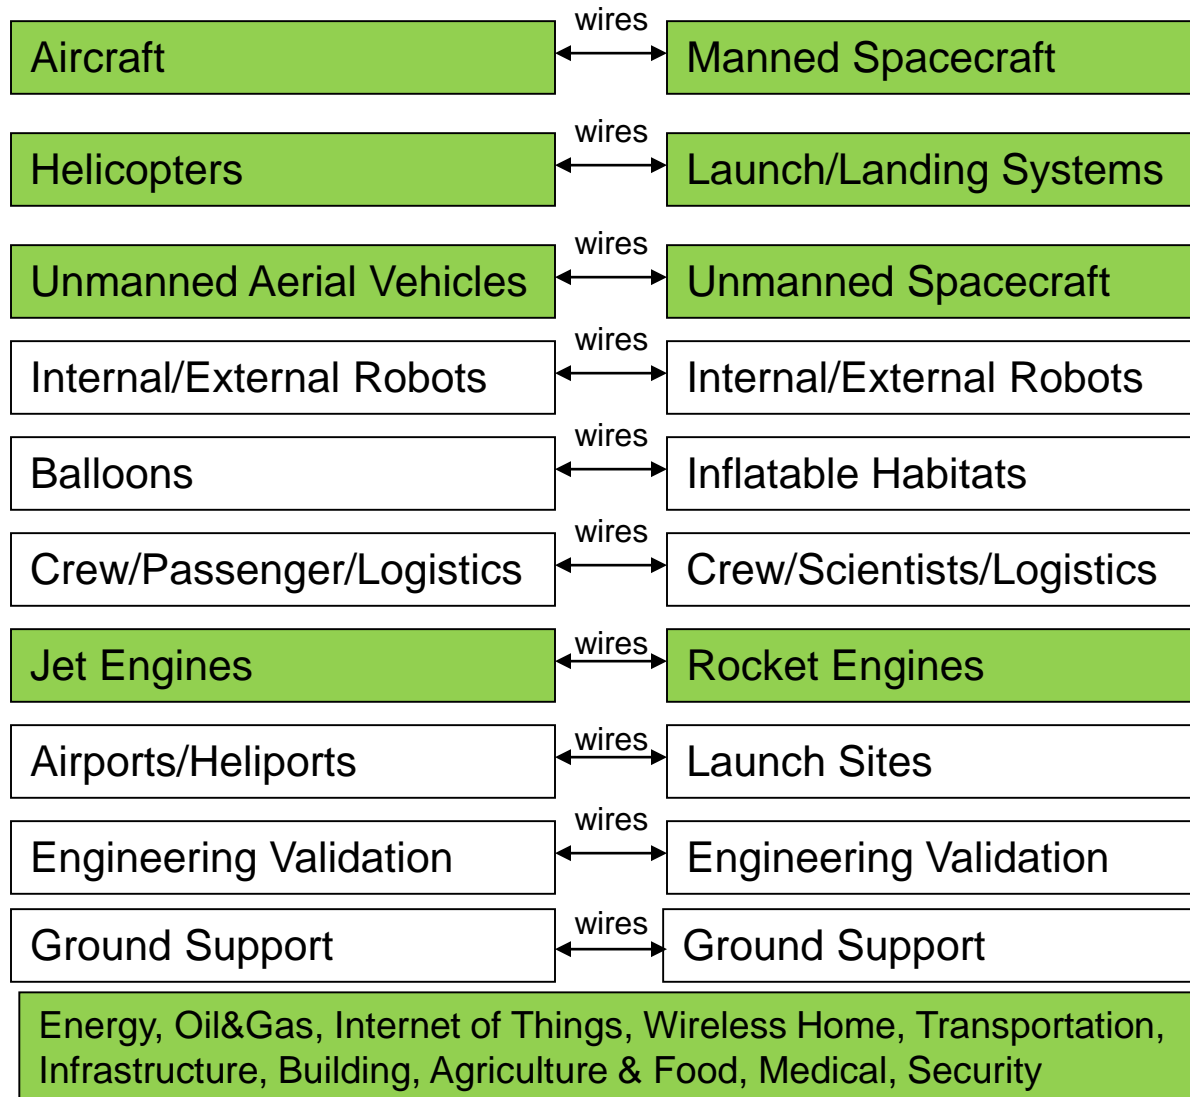 wires
Aircraft
Manned Spacecraft
wires
Helicopters
Launch/Landing Systems
wires
Unmanned Aerial Vehicles
Unmanned Spacecraft
wires
Internal/External Robots
Internal/External Robots
wires
Balloons
Inflatable Habitats
wires
Crew/Passenger/Logistics
Crew/Scientists/Logistics
wires
Jet Engines
Rocket Engines
wires
Airports/Heliports
Launch Sites
wires
Engineering Validation
Engineering Validation
wires
Ground Support
Ground Support
Energy, Oil&Gas, Internet of Things, Wireless Home, Transportation,
Infrastructure, Building, Agriculture & Food, Medical, Security